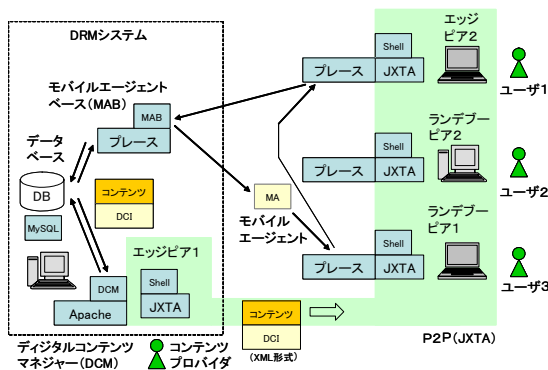 DRMシステム
モバイルエージェント
ベース(MAB)
MAB
プレース
データ
ベース
DB
MySQL
コンテンツ
DCI
DCM
Apache
エッジピア1
Shell
JXTA
ディジタルコンテンツ
マネジャー(DCM)
コンテンツ
プロバイダ
MA
モバイル
エージェント
コンテンツ
DCI
(XML形式)
エッジ
ピア2
Shell
プレース
JXTA
ユーザ1
ランデブー
ピア2
Shell
プレース
JXTA
ユーザ2
ランデブー
ピア1
Shell
プレース
JXTA
ユーザ3
P2P(JXTA)